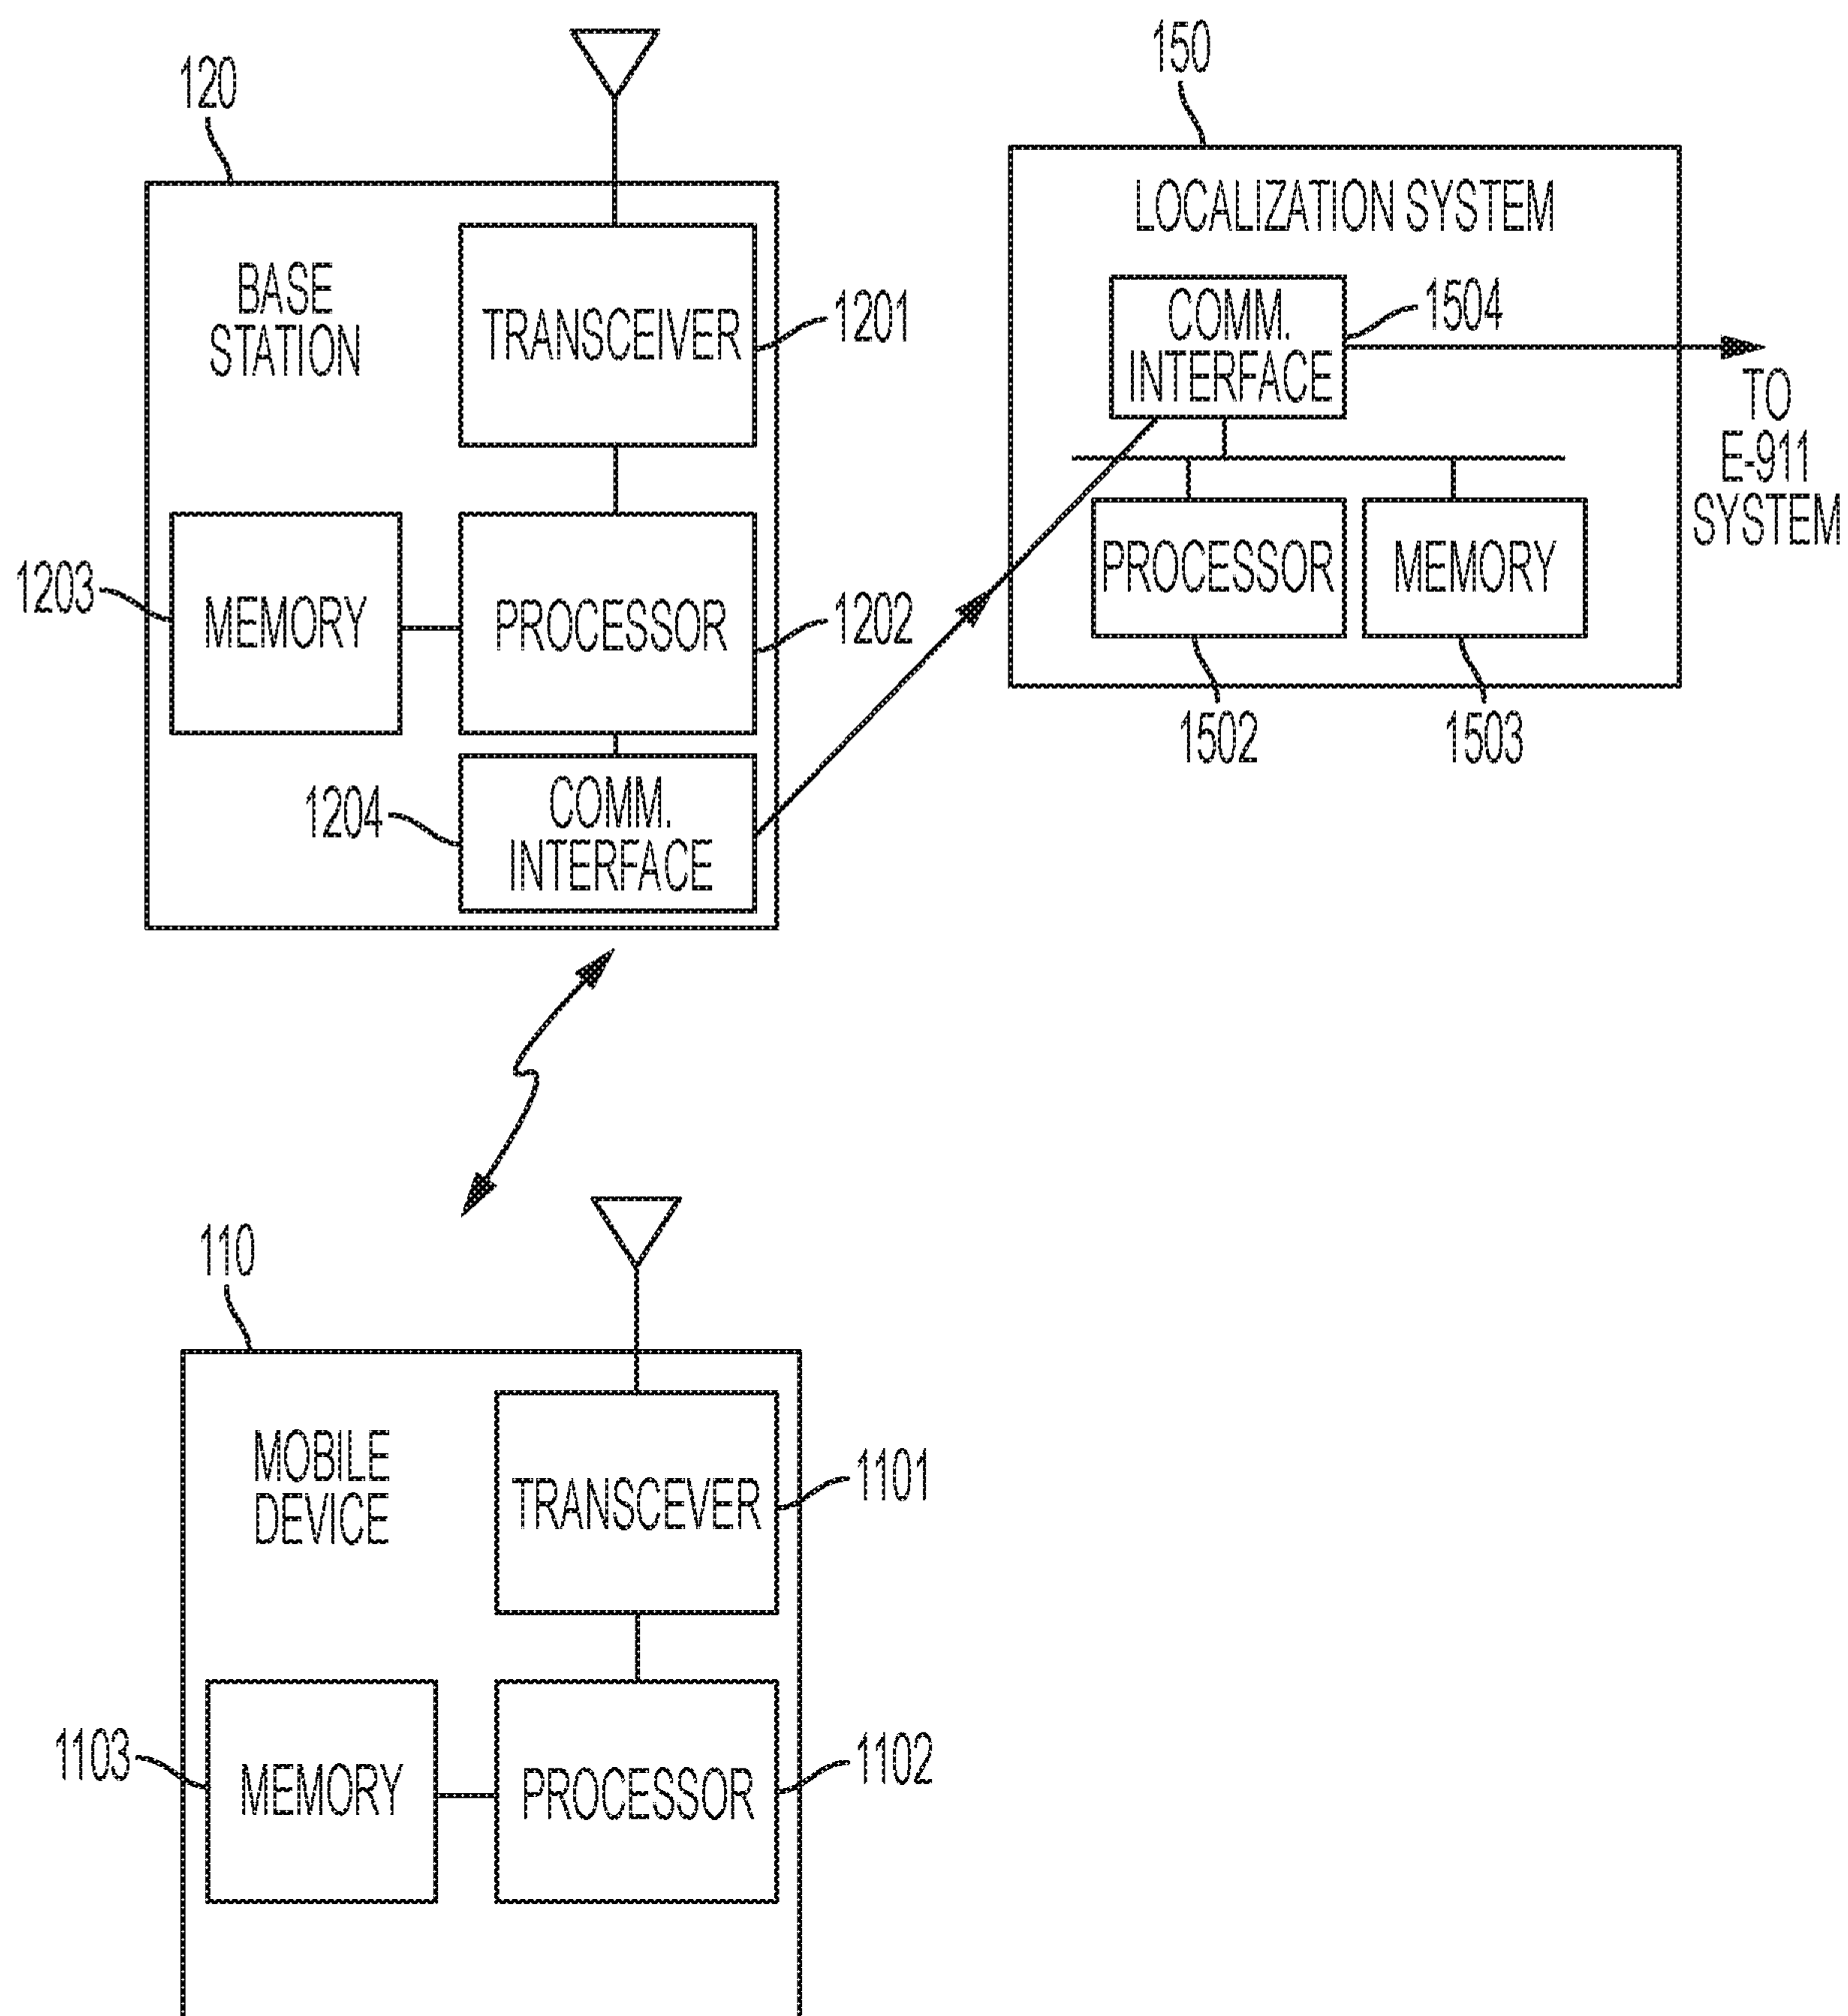 120
BASE
STATION
TRANSCEIVER
1201
1203
MEMORY
PROCESSOR
1202
1204
COMM.
INTERFACE
150
LOCALIZATION SYSTEM
COMM.
INTERFACE
1504
TO
E-911
SYSTEM
PROCESSOR
MEMORY
1502
1503
110
MOBILE
DEVICE
TRANSCEVER
1101
1103
MEMORY
PROCESSOR
1102